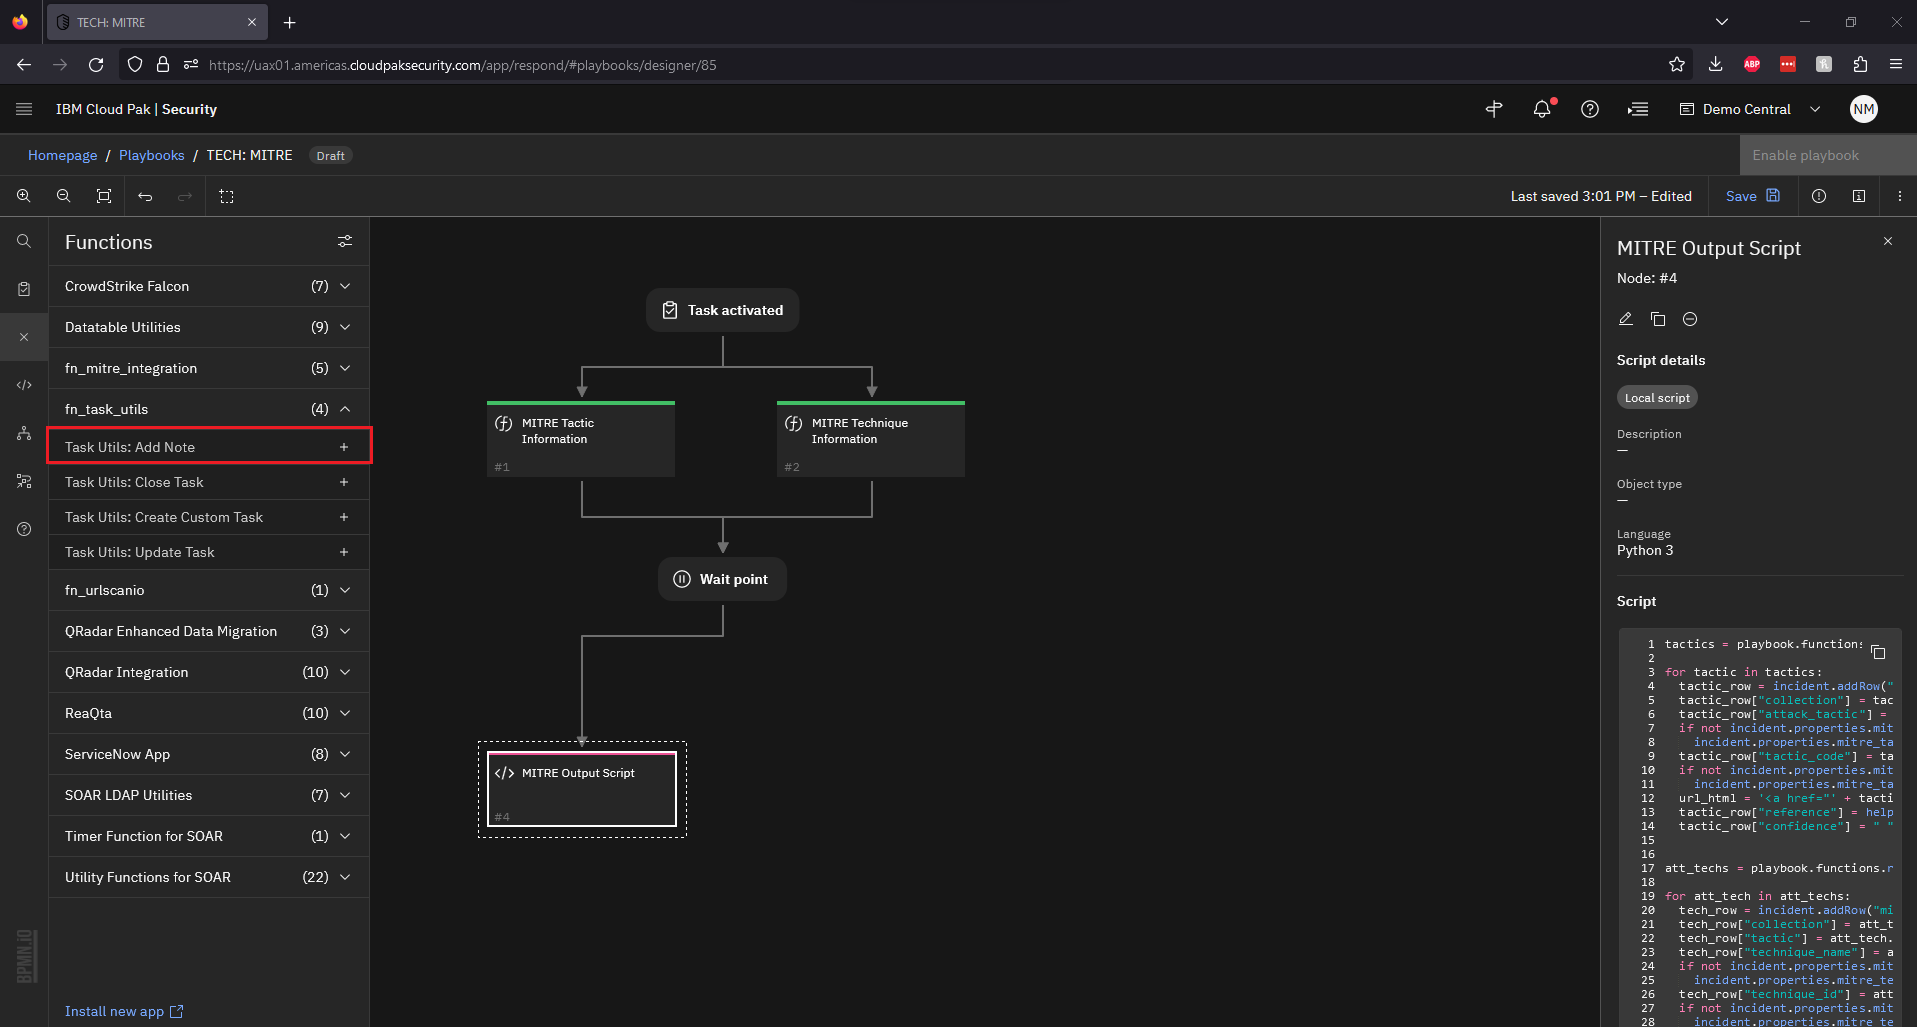 TECH: MITRE
https://uax01.americas.cloudpaksecurity.com/app/respond/#playbooks/designer/85
ABP
IBM Cloud Pak | Security
Demo Central
NM
Homepage / Playbooks / TECH: MITRE Draft
Enable playbook
Last saved 3:01 PM – Edited
Save
Functions
CrowdStrike Falcon (7)
Datatable Utilities (9)
fn_mitre_integration (5)
fn_task_utils (4)
Task Utils: Add Note
Task Utils: Close Task
Task Utils: Create Custom Task
Task Utils: Update Task
fn_urlscanio (1)
QRadar Enhanced Data Migration (3)
QRadar Integration (10)
ReaQta (10)
ServiceNow App (8)
SOAR LDAP Utilities (7)
Timer Function for SOAR (1)
Utility Functions for SOAR (22)
Install new app
BPMN.iO
Task activated
MITRE Tactic
Information
#1
MITRE Technique
Information
#2
Wait point
</> MITRE Output Script
#4
MITRE Output Script
Node: #4
Script details
Local script
Description
—
Object type
—
Language
Python 3
Script
1 tactics = playbook.functions
2
3 for tactic in tactics:
4 tactic_row = incident.addRow("
5 tactic_row["collection"] = tac
6 tactic_row["attack_tactic"] =
7 if not incident.properties.mit
8 incident.properties.mitre_ta
9 tactic_row["tactic_code"] = ta
10 if not incident.properties.mit
11 incident.properties.mitre_ta
12 url_html = '<a href="' + tacti
13 tactic_row["reference"] = help
14 tactic_row["confidence"] = " "
15
16
17 att_techs = playbook.functions.r
18
19 for att_tech in att_techs:
20 tech_row = incident.addRow("mi
21 tech_row["collection"] = att_t
22 tech_row["tactic"] = att_tech.
23 tech_row["technique_name"] = a
24 if not incident.properties.mit
25 incident.properties.mitre_te
26 tech_row["technique_id"] = att
27 if not incident.properties.mit
28 incident.properties.mitre_te